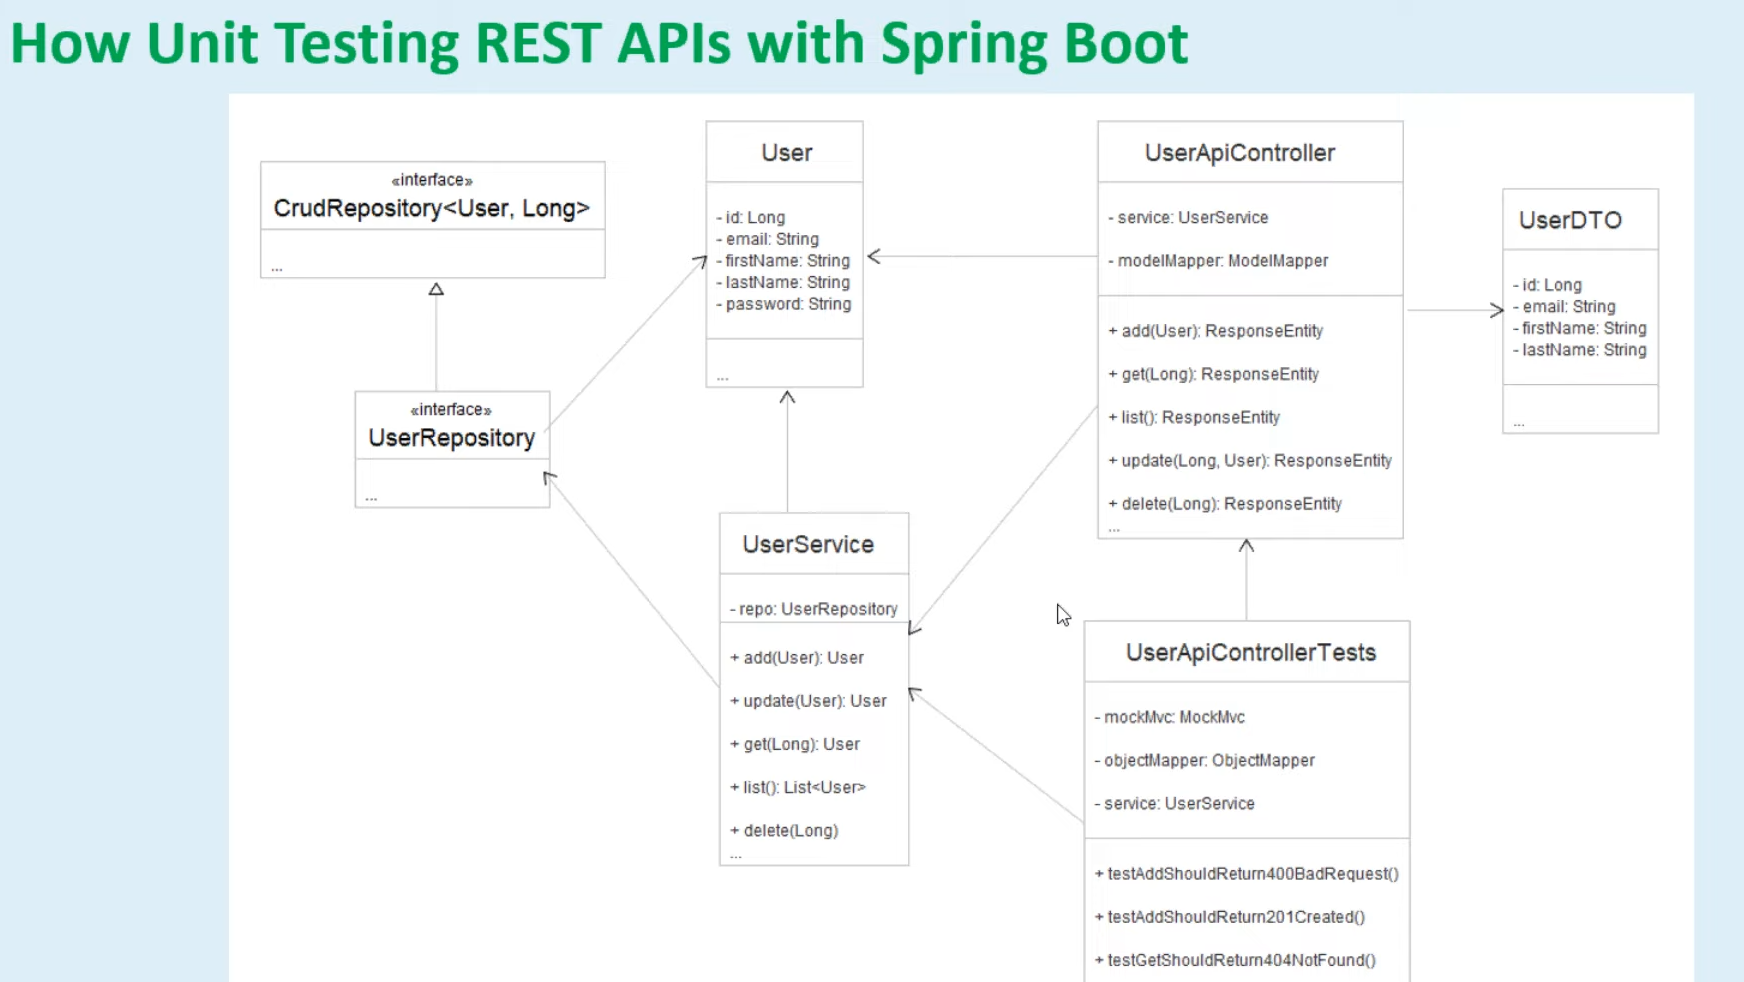 How Unit Testing REST APIs with Spring Boot
«interface»
CrudRepository<User, Long>
...
«interface»
UserRepository
...
User
- id: Long
- email: String
- firstName: String
- lastName: String
- password: String
...
UserService
- repo: UserRepository
+ add(User): User
+ update(User): User
+ get(Long): User
+ list(): List<User>
+ delete(Long)
...
UserApiController
- service: UserService
- modelMapper: ModelMapper
+ add(User): ResponseEntity
+ get(Long): ResponseEntity
+ list(): ResponseEntity
+ update(Long, User): ResponseEntity
+ delete(Long): ResponseEntity
...
UserDTO
- id: Long
- email: String
- firstName: String
- lastName: String
...
UserApiControllerTests
- mockMvc: MockMvc
- objectMapper: ObjectMapper
- service: UserService
+ testAddShouldReturn400BadRequest()
+ testAddShouldReturn201Created()
+ testGetShouldReturn404NotFound()